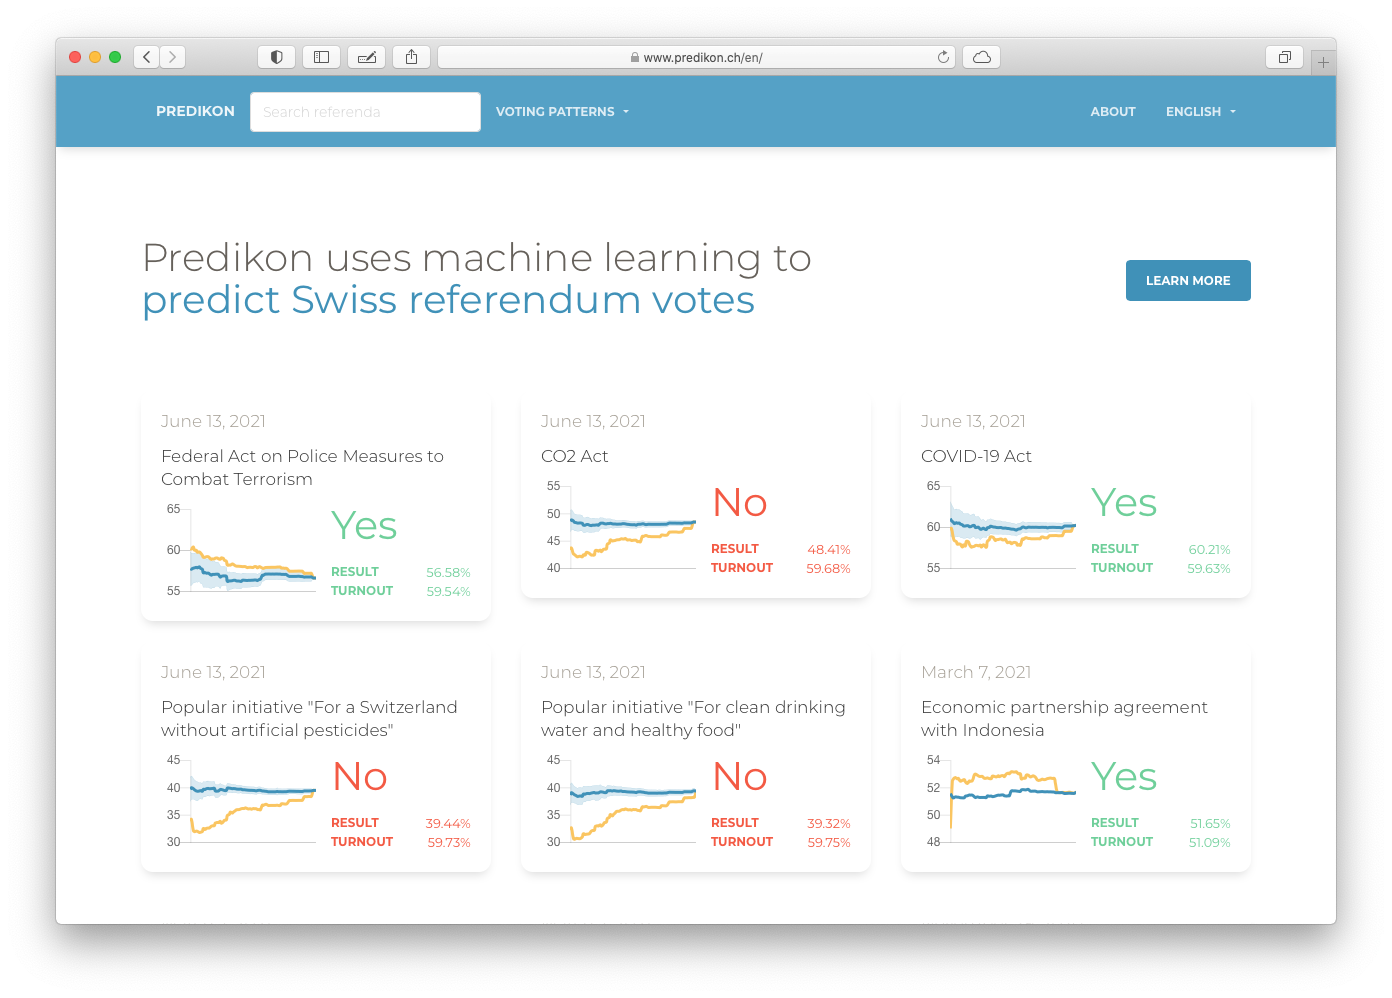 www.predikon.ch/en/
PREDIKON
Search referenda
VOTING PATTERNS
ABOUT
ENGLISH
Predikon uses machine learning to
predict Swiss referendum votes
LEARN MORE
June 13, 2021
Federal Act on Police Measures to
Combat Terrorism
65
60
55
Yes
RESULT 56.58%
TURNOUT 59.54%
June 13, 2021
CO2 Act
55
50
45
40
No
RESULT 48.41%
TURNOUT 59.68%
June 13, 2021
COVID-19 Act
65
60
55
Yes
RESULT 60.21%
TURNOUT 59.63%
June 13, 2021
Popular initiative "For a Switzerland
without artificial pesticides"
45
40
35
30
No
RESULT 39.44%
TURNOUT 59.73%
June 13, 2021
Popular initiative "For clean drinking
water and healthy food"
45
40
35
30
No
RESULT 39.32%
TURNOUT 59.75%
March 7, 2021
Economic partnership agreement
with Indonesia
54
52
50
48
Yes
RESULT 51.65%
TURNOUT 51.09%